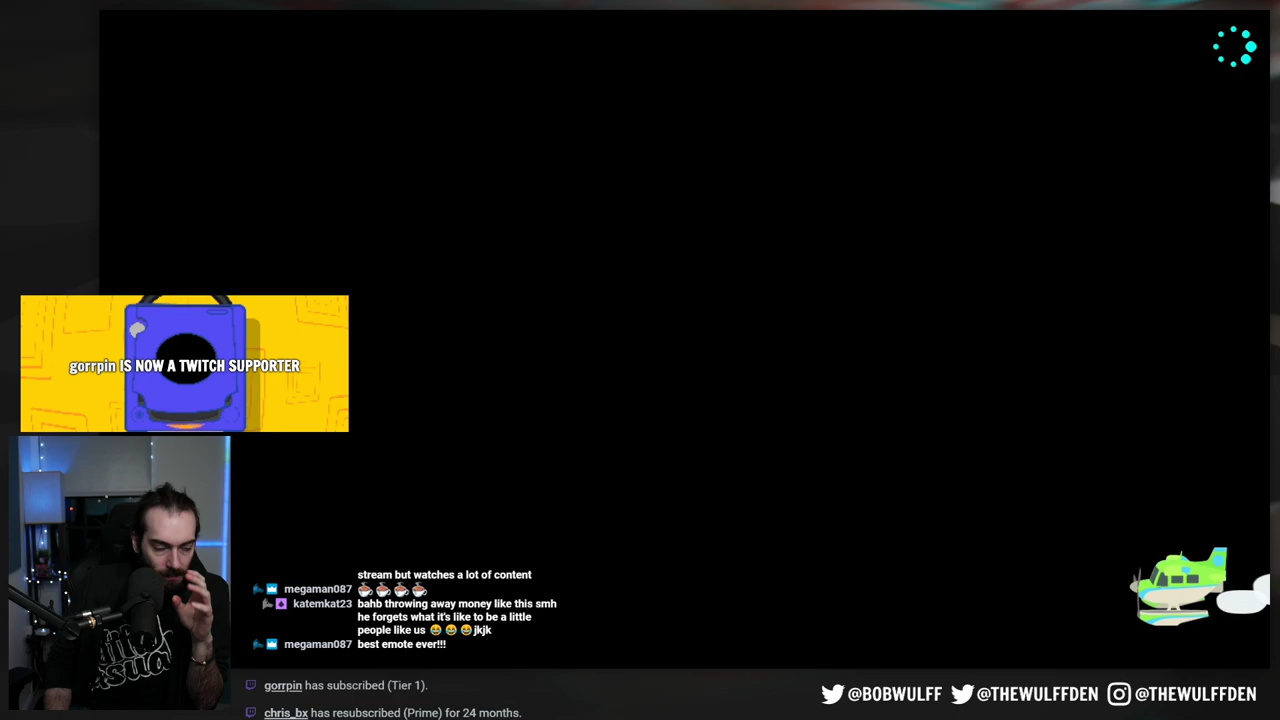 gorrpin IS NOW A TWITCH SUPPORTER
stream but watches a lot of content
megaman087 ☕☕☕☕
katemkat23 bahb throwing away money like this smh
he forgets what it's like to be a little
people like us 😂😂😂jkjk
megaman087 best emote ever!!!
gorrpin has subscribed (Tier 1).
chris_bx has resubscribed (Prime) for 24 months.
@BOBWULFF @THEWULFFDEN @THEWULFFDEN